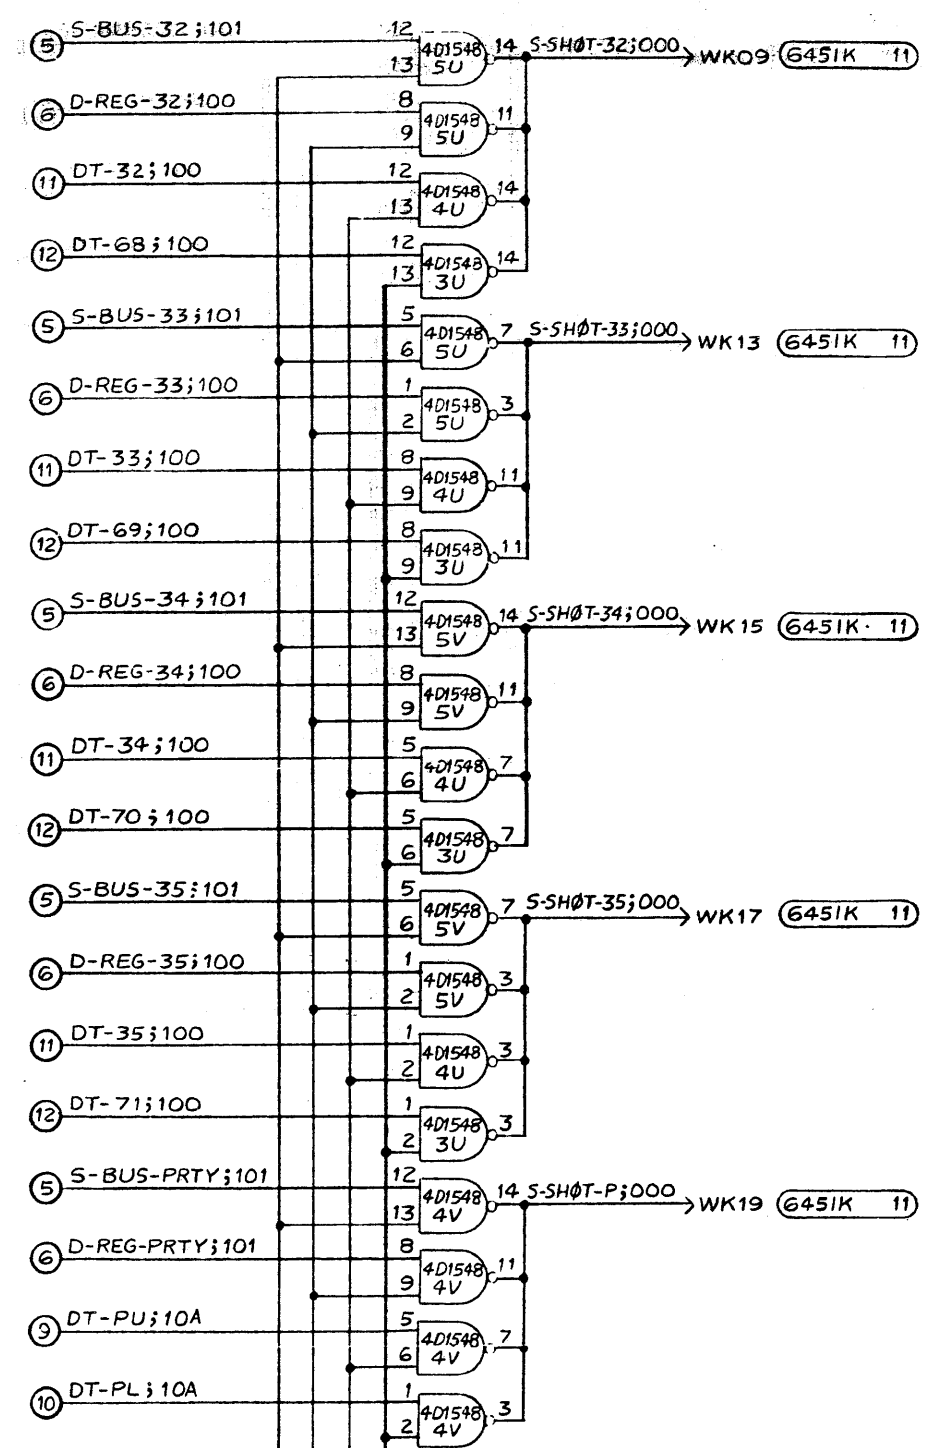 5 S-BUS-32;101 12 4D1548 14 S-SHØT-32;000 WK09 6451K 11
13 5U
6 D-REG-32;100 8 4D1548 11
9 5U
11 DT-32;100 12 4D1548 14
13 4U
12 DT-68;100 12 4D1548 14
13 3U
5 S-BUS-33;101 5 4D1548 7 S-SHØT-33;000 WK13 6451K 11
6 5U
6 D-REG-33;100 1 4D1548 3
2 5U
11 DT-33;100 8 4D1548 11
9 4U
12 DT-69;100 8 4D1548 11
9 3U
5 S-BUS-34;101 12 4D1548 14 S-SHØT-34;000 WK15 6451K 11
13 5V
6 D-REG-34;100 8 4D1548 11
9 5V
11 DT-34;100 5 4D1548 7
6 4U
12 DT-70;100 5 4D1548 7
6 3U
5 S-BUS-35;101 5 4D1548 7 S-SHØT-35;000 WK17 6451K 11
6 5V
6 D-REG-35;100 1 4D1548 3
2 5V
11 DT-35;100 1 4D1548 3
2 4U
12 DT-71;100 1 4D1548 3
2 3U
5 S-BUS-PRTY;101 12 4D1548 14 S-SHØT-P;000 WK19 6451K 11
13 4V
6 D-REG-PRTY;101 8 4D1548 11
9 4V
9 DT-PU;10A 5 4D1548 7
6 4V
10 DT-PL;10A 1 4D1548 3
2 4V